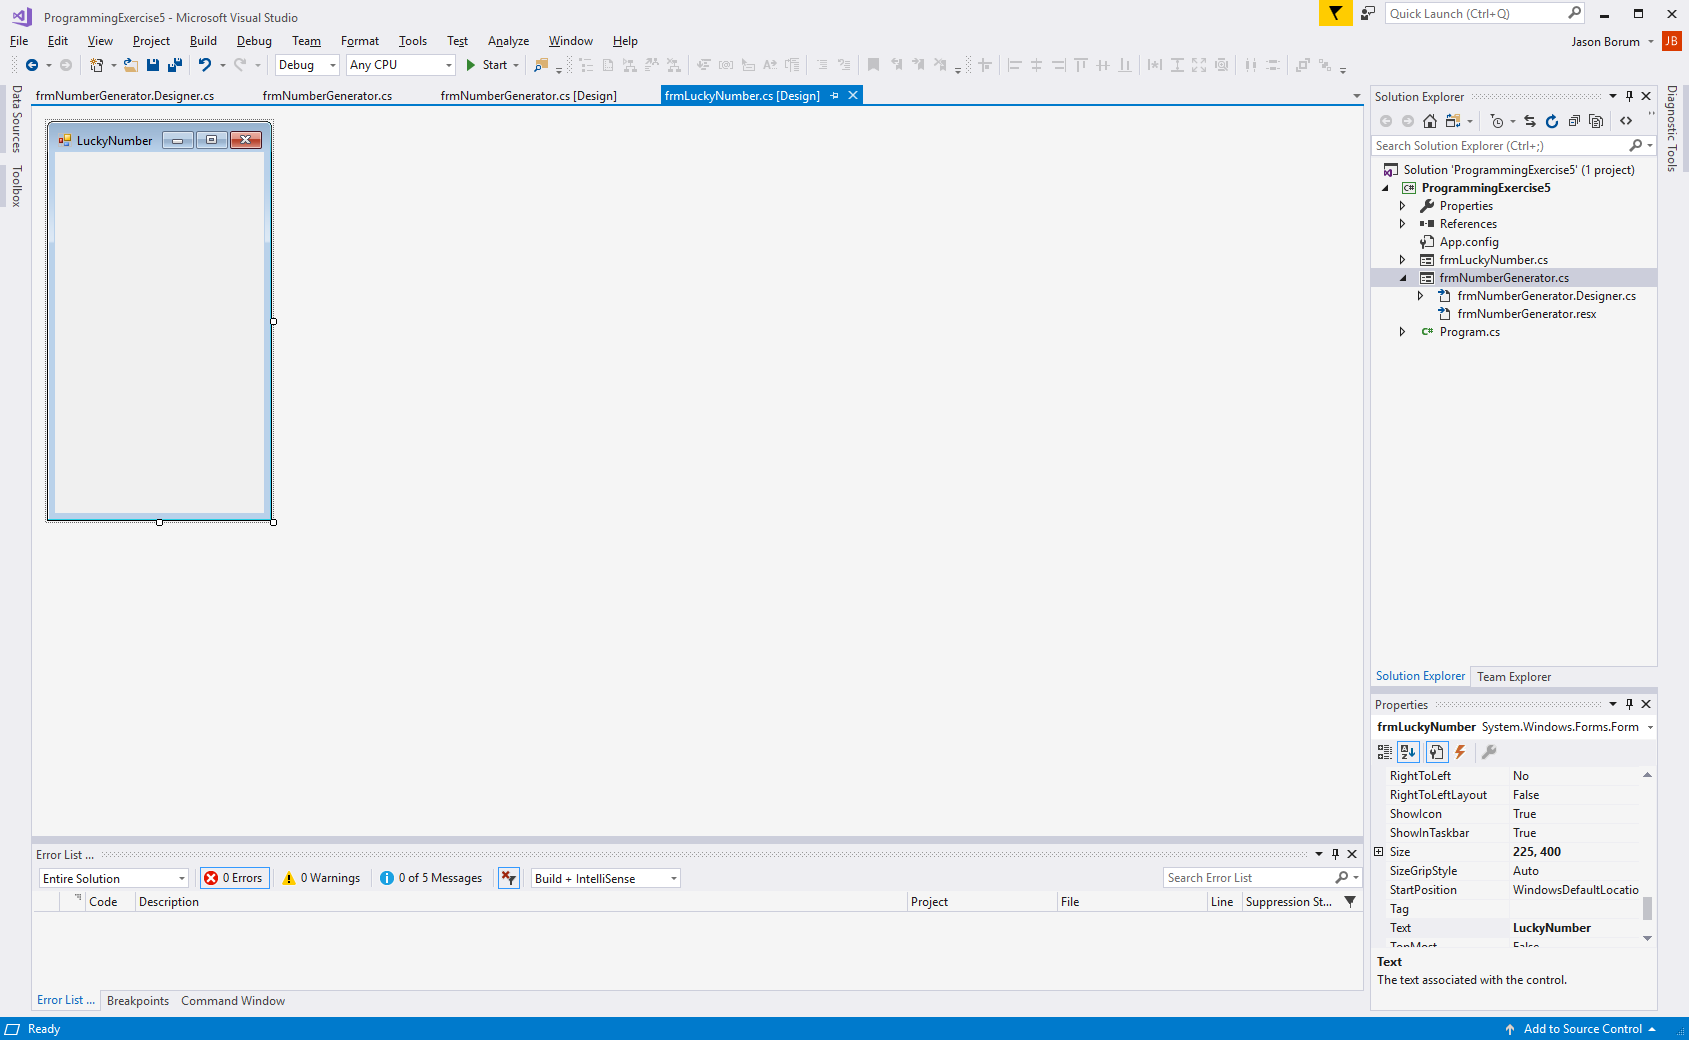 ProgrammingExercise5 - Microsoft Visual Studio
Quick Launch (Ctrl+Q)
File Edit View Project Build Debug Team Format Tools Test Analyze Window Help
Jason Borum JB
Debug Any CPU Start
frmNumberGenerator.Designer.cs frmNumberGenerator.cs frmNumberGenerator.cs [Design] frmLuckyNumber.cs [Design]
Data Sources
Toolbox
LuckyNumber
Solution Explorer
Search Solution Explorer (Ctrl+;)
Solution 'ProgrammingExercise5' (1 project)
C# ProgrammingExercise5
Properties
References
App.config
frmLuckyNumber.cs
frmNumberGenerator.cs
frmNumberGenerator.Designer.cs
frmNumberGenerator.resx
C# Program.cs
Diagnostic Tools
Solution Explorer Team Explorer
Properties
frmLuckyNumber System.Windows.Forms.Form
RightToLeft No
RightToLeftLayout False
ShowIcon True
ShowInTaskbar True
Size 225, 400
SizeGripStyle Auto
StartPosition WindowsDefaultLocatio
Tag
Text LuckyNumber
TopMost False
Text
The text associated with the control.
Error List ...
Entire Solution 0 Errors 0 Warnings 0 of 5 Messages Build + IntelliSense Search Error List
Code Description Project File Line Suppression St...
Error List ... Breakpoints Command Window
Ready Add to Source Control